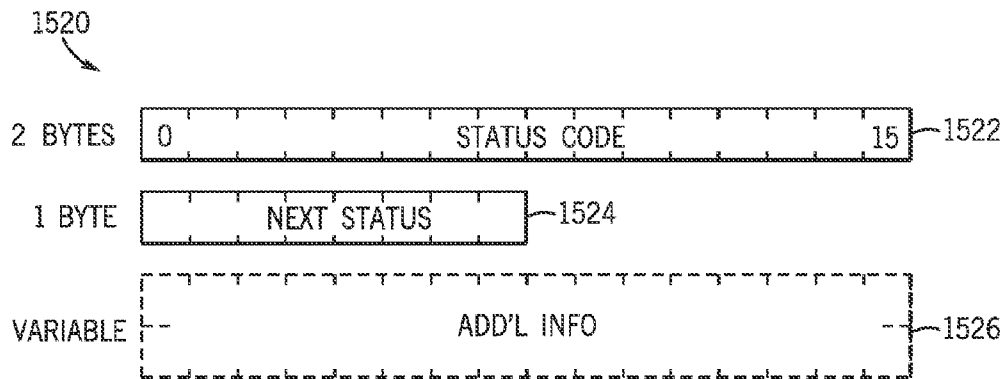 1520
2 BYTES 0 STATUS CODE 15 1522
1 BYTE NEXT STATUS 1524
VARIABLE ADD'L INFO 1526